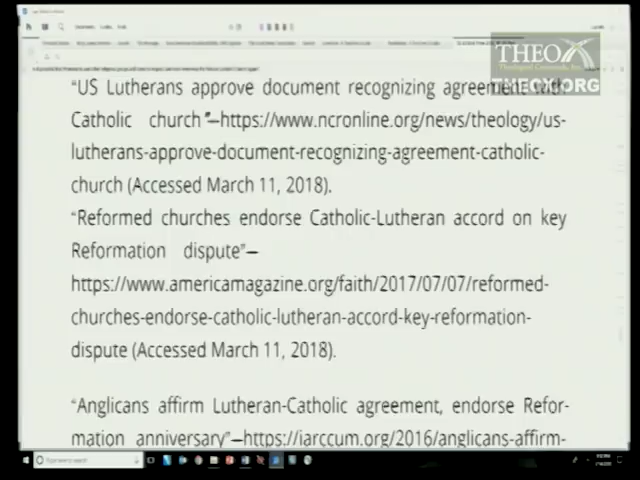 THEOX
THEOX.ORG
“US Lutherans approve document recognizing agreement with
Catholic church”—https://www.ncronline.org/news/theology/us-
lutherans-approve-document-recognizing-agreement-catholic-
church (Accessed March 11, 2018).
“Reformed churches endorse Catholic-Lutheran accord on key
Reformation dispute”—
https://www.americamagazine.org/faith/2017/07/07/reformed-
churches-endorse-catholic-lutheran-accord-key-reformation-
dispute (Accessed March 11, 2018).
“Anglicans affirm Lutheran-Catholic agreement, endorse Refor-
mation anniversary”—https://iarccum.org/2016/anglicans-affirm-